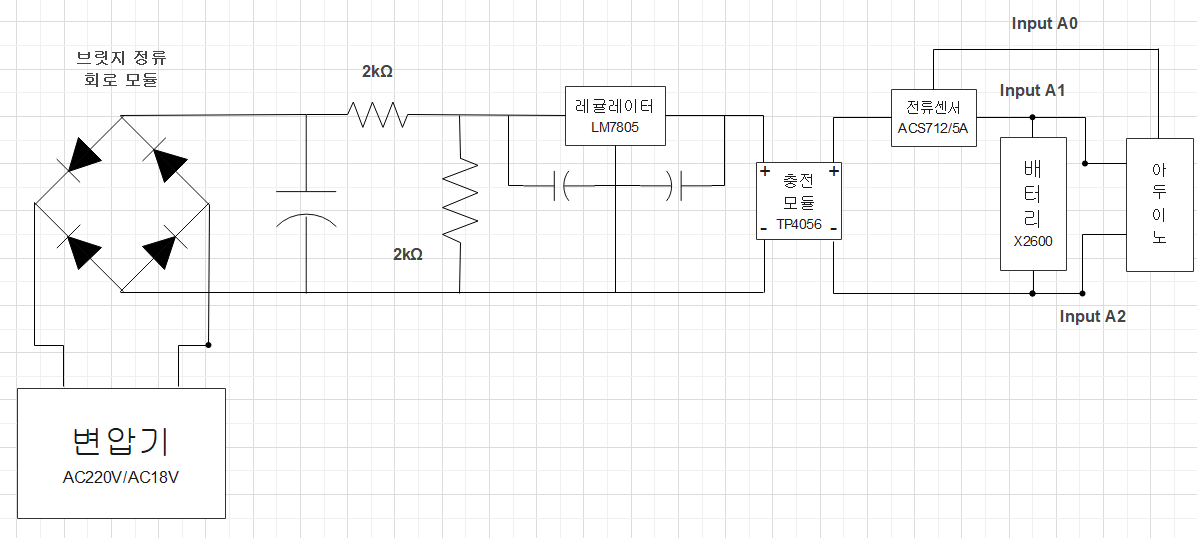 Input A0
브릿지 정류
회로 모듈
2kΩ
Input A1
레귤레이터
LM7805
전류센서
ACS712/5A
+
+
충전
모듈
TP4056
-
-
배
터
리
X2600
아
두
이
노
2kΩ
Input A2
변압기
AC220V/AC18V